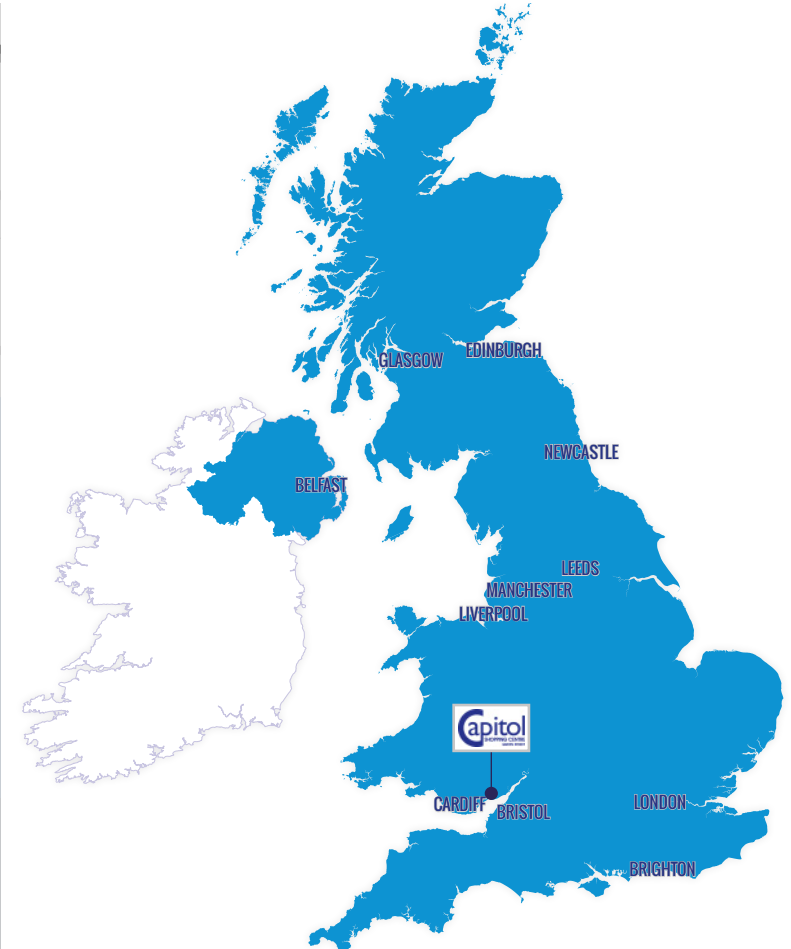 GLASGOW
EDINBURGH
NEWCASTLE
BELFAST
LEEDS
MANCHESTER
LIVERPOOL
Capitol
SHOPPING CENTRE
CARDIFF
BRISTOL
LONDON
BRIGHTON